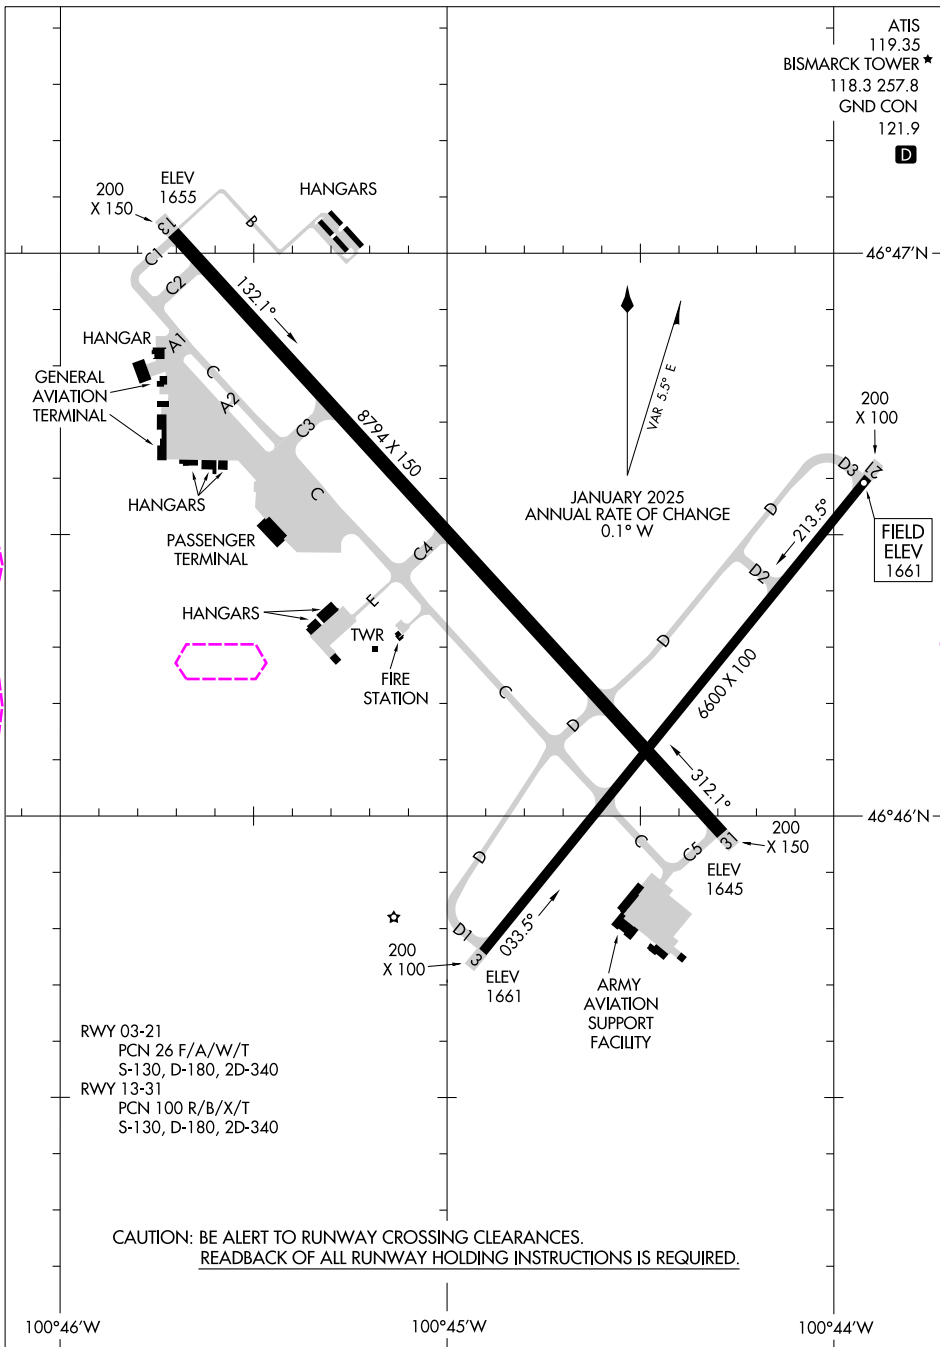 ATIS
119.35
BISMARCK TOWER
118.3 257.8
GND CON
121.9
D
ELEV
1655
200
X 150
HANGARS
13
B
C1
C2
46°47'N
132.1°
VAR 5.5° E
HANGAR
A1
GENERAL
AVIATION
TERMINAL
C
A2
C3
8794 X 150
200
X 100
D3
21
HANGARS
C
JANUARY 2025
ANNUAL RATE OF CHANGE
0.1° W
D
213.5°
FIELD
ELEV
1661
PASSENGER
TERMINAL
C4
D2
E
HANGARS
TWR
FIRE
STATION
D
6600 X 100
C
D
312.1°
46°46'N
31
200
X 150
C
C5
ELEV
1645
D
D1
033.5°
3
200
X 100
ELEV
1661
ARMY
AVIATION
SUPPORT
FACILITY
RWY 03-21
PCN 26 F/A/W/T
S-130, D-180, 2D-340
RWY 13-31
PCN 100 R/B/X/T
S-130, D-180, 2D-340
CAUTION: BE ALERT TO RUNWAY CROSSING CLEARANCES.
READBACK OF ALL RUNWAY HOLDING INSTRUCTIONS IS REQUIRED.
100°46'W
100°45'W
100°44'W